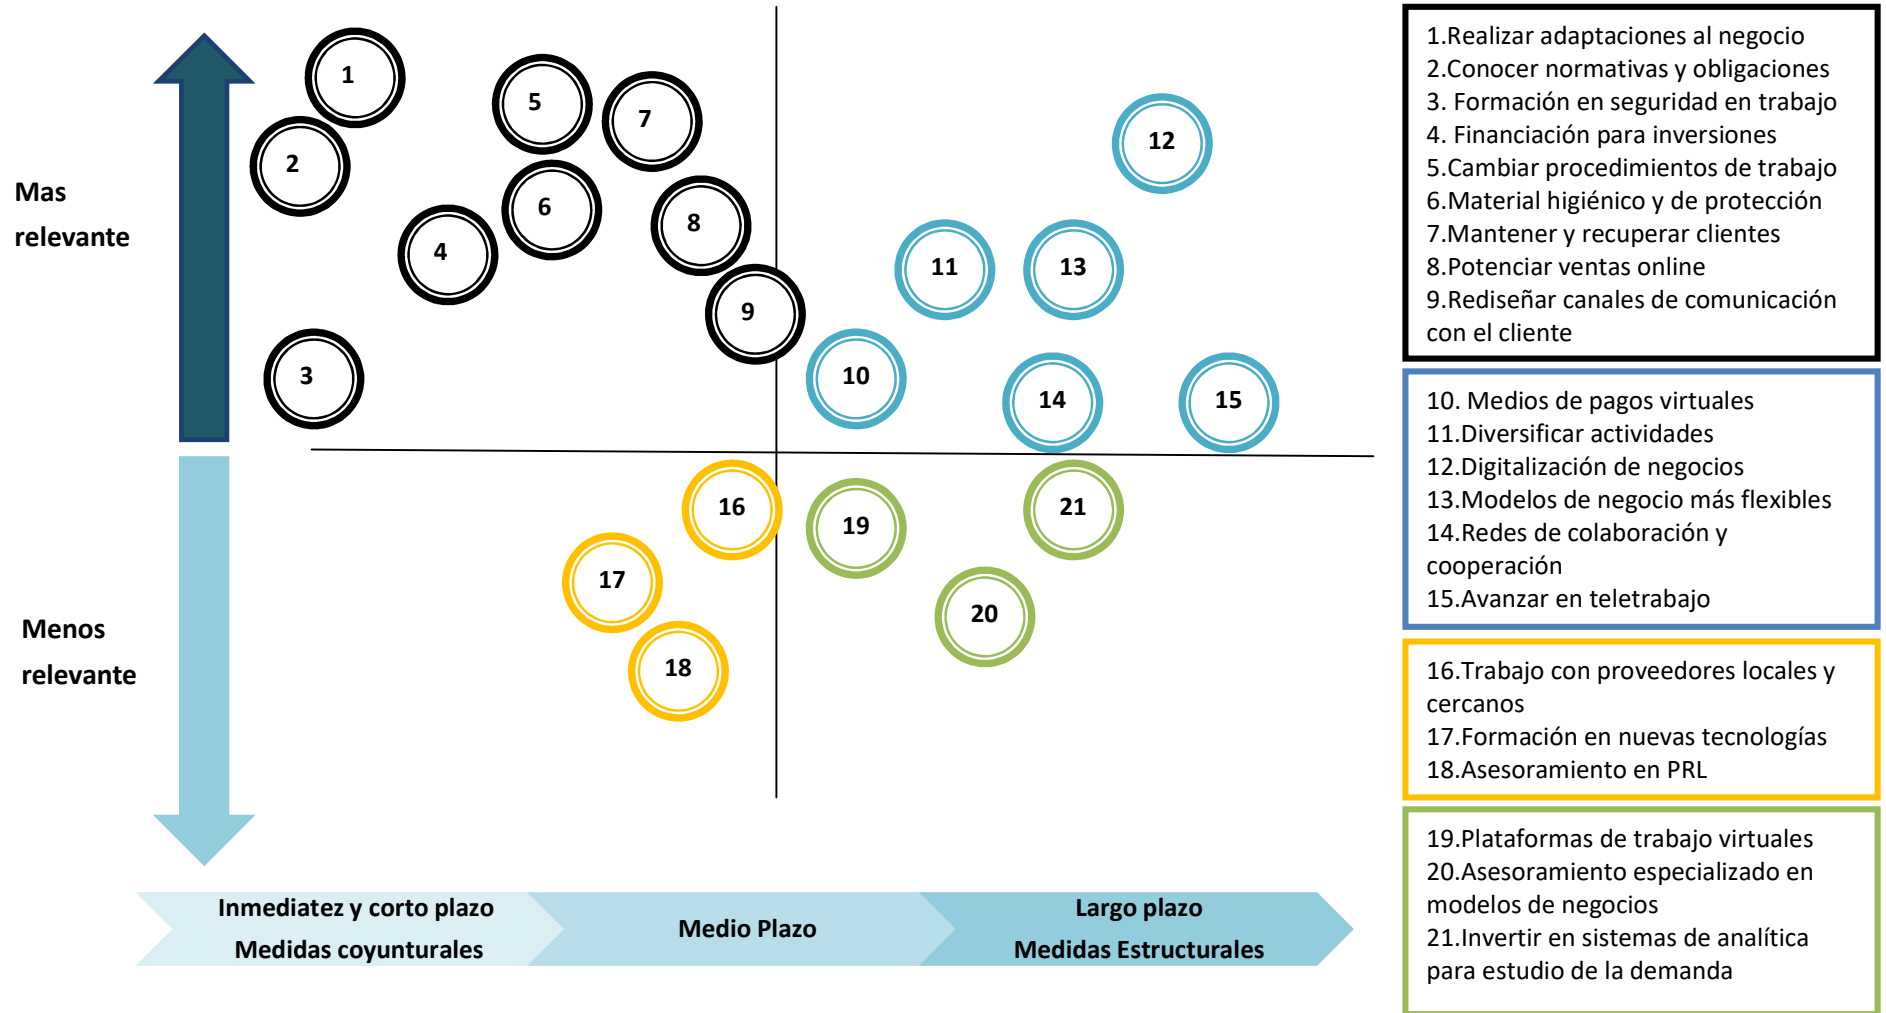 Mas
relevante
Menos
relevante
1
2
3
4
5
6
7
8
9
10
11
12
13
14
15
16
17
18
19
20
21
Inmediatez y corto plazo
Medidas coyunturales
Medio Plazo
Largo plazo
Medidas Estructurales
1.Realizar adaptaciones al negocio
2.Conocer normativas y obligaciones
3. Formación en seguridad en trabajo
4. Financiación para inversiones
5.Cambiar procedimientos de trabajo
6.Material higiénico y de protección
7.Mantener y recuperar clientes
8.Potenciar ventas online
9.Rediseñar canales de comunicación
con el cliente
10. Medios de pagos virtuales
11.Diversificar actividades
12.Digitalización de negocios
13.Modelos de negocio más flexibles
14.Redes de colaboración y
cooperación
15.Avanzar en teletrabajo
16.Trabajo con proveedores locales y
cercanos
17.Formación en nuevas tecnologías
18.Asesoramiento en PRL
19.Plataformas de trabajo virtuales
20.Asesoramiento especializado en
modelos de negocios
21.Invertir en sistemas de analítica
para estudio de la demanda